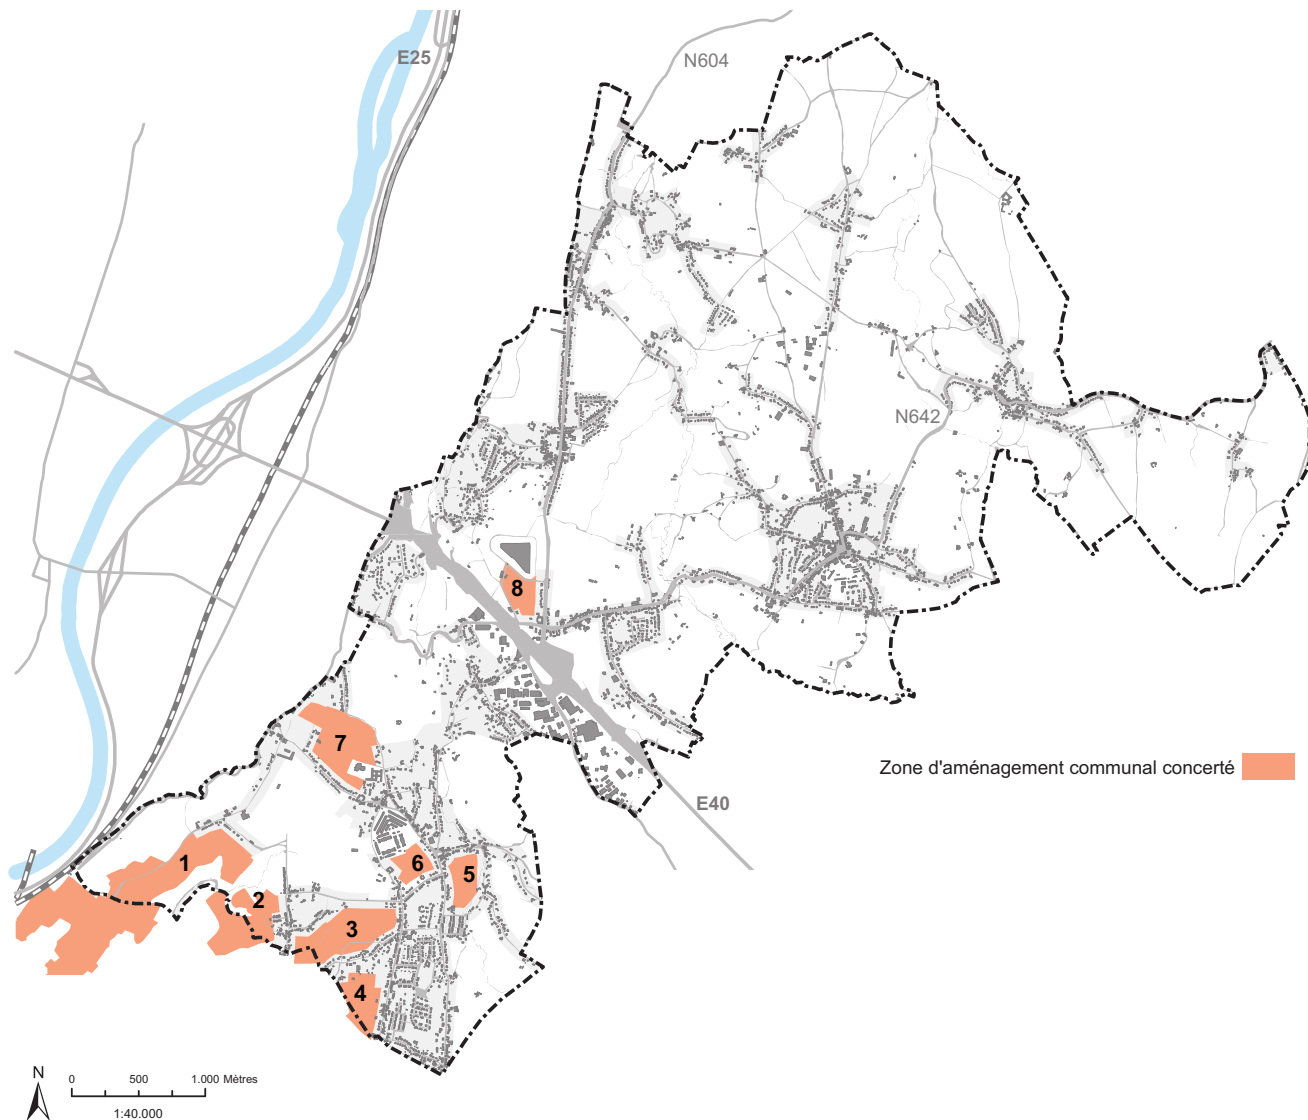 E25
N604
N642
8
7
Zone d'aménagement communal concerté
E40
1
6
5
2
3
4
N
0 500 1.000 Mètres
1:40.000